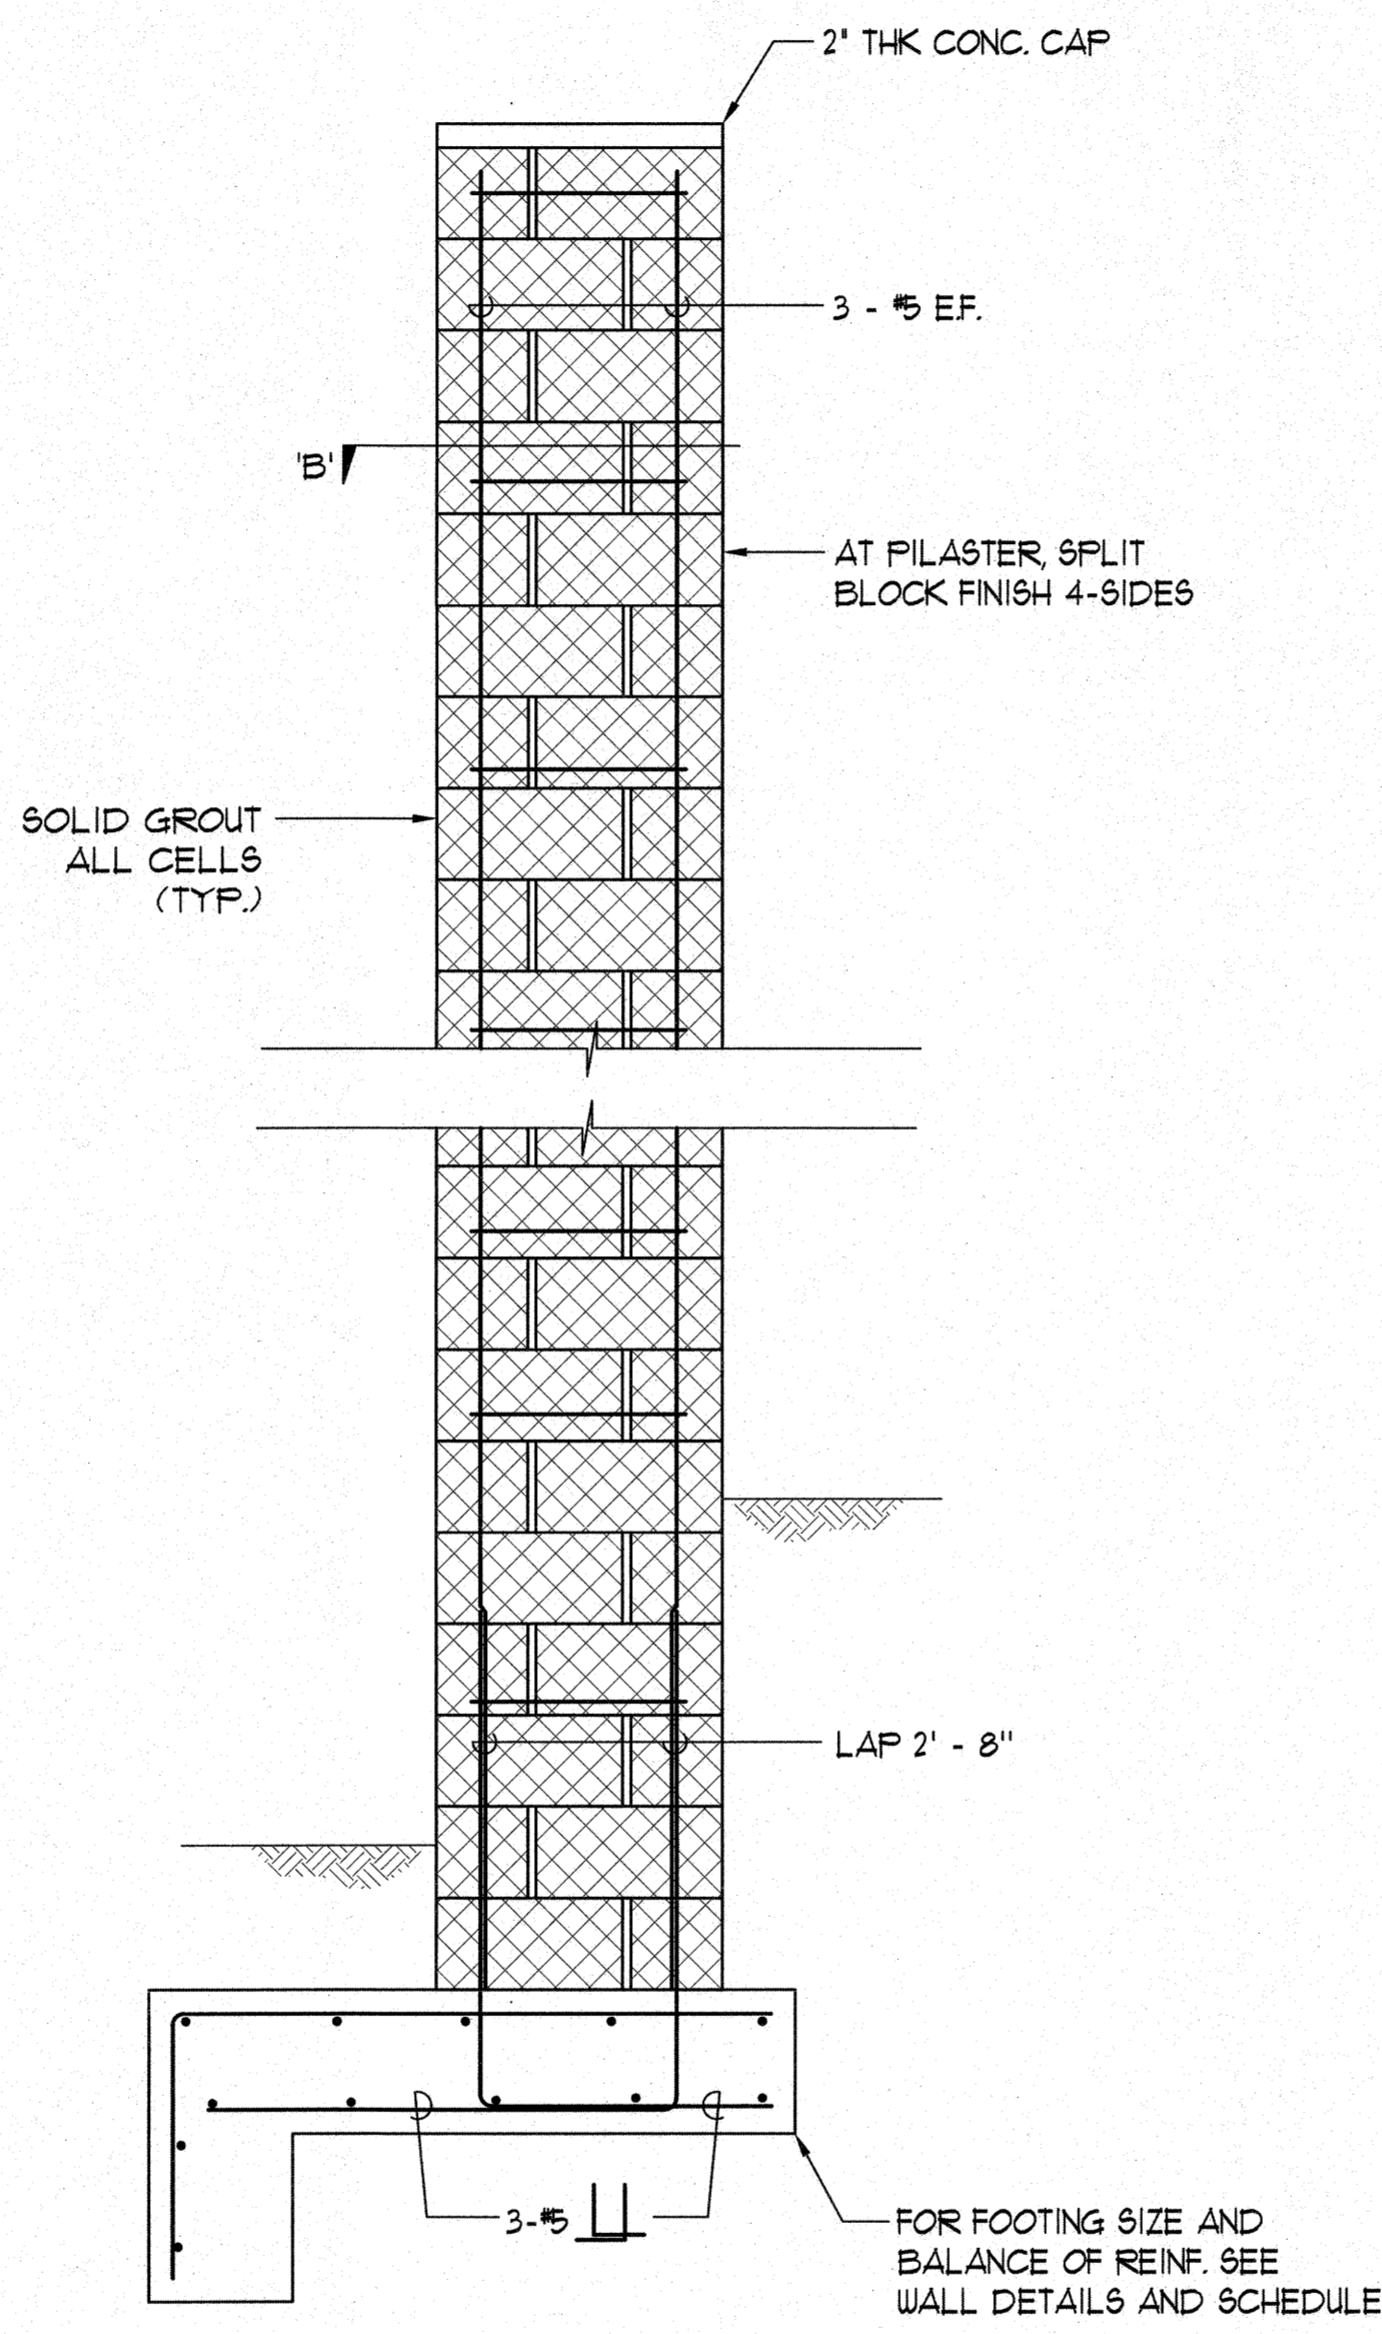 2" THK CONC. CAP
3 - #5 E.F.
'B'
AT PILASTER, SPLIT
BLOCK FINISH 4-SIDES
SOLID GROUT
ALL CELLS
(TYP.)
LAP 2' - 8"
3-#5
FOR FOOTING SIZE AND
BALANCE OF REINF. SEE
WALL DETAILS AND SCHEDULE